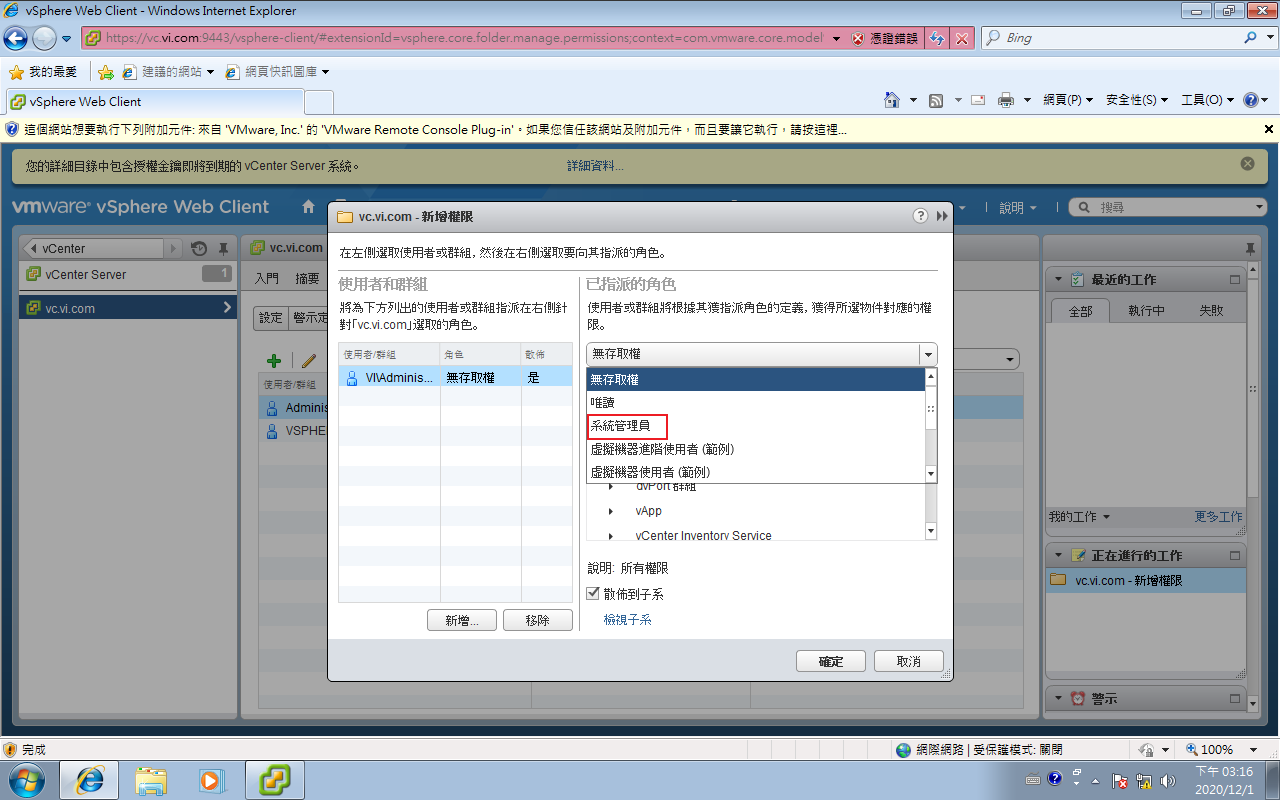 vSphere Web Client - Windows Internet Explorer
https://vc.vi.com:9443/vsphere-client/#extensionId=vsphere.core.folder.manage.permissions;context=com.vmware.core.model
憑證錯誤
Bing
我的最愛
建議的網站
網頁快訊圖庫
vSphere Web Client
網頁(P)
安全性(S)
工具(O)
這個網站想要執行下列附加元件: 來自 'VMware, Inc.' 的 'VMware Remote Console Plug-in'。如果您信任該網站及附加元件，而且要讓它執行，請按這裡...
您的詳細目錄中包含授權金鑰即將到期的 vCenter Server 系統。
詳細資料...
vmware® vSphere Web Client
說明
搜尋
vCenter
vCenter Server
1
vc.vi.com
vc.vi.com
入門
摘要
設定
警示定
使用者/群組
Adminis
VSPHE
vc.vi.com - 新增權限
在左側選取使用者或群組, 然後在右側選取要向其指派的角色。
使用者和群組
將為下方列出的使用者或群組指派在右側針
對「vc.vi.com」選取的角色。
使用者/群組
角色
散佈
VI\Adminis...
無存取權
是
新增...
移除
已指派的角色
使用者或群組將根據其獲指派角色的定義, 獲得所選物件對應的權
限。
無存取權
無存取權
唯讀
系統管理員
虛擬機器進階使用者 (範例)
虛擬機器使用者 (範例)
dvPort 群組
vApp
vCenter Inventory Service
說明: 所有權限
散佈到子系
檢視子系
確定
取消
最近的工作
全部
執行中
失敗
我的工作
更多工作
正在進行的工作
vc.vi.com - 新增權限
警示
完成
網際網路 | 受保護模式: 關閉
100%
下午 03:16
2020/12/1